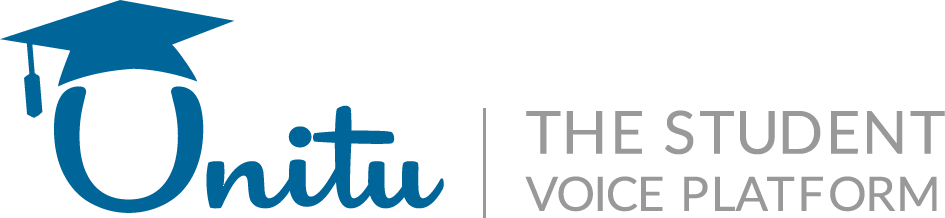 Unitu
THE STUDENT
VOICE PLATFORM